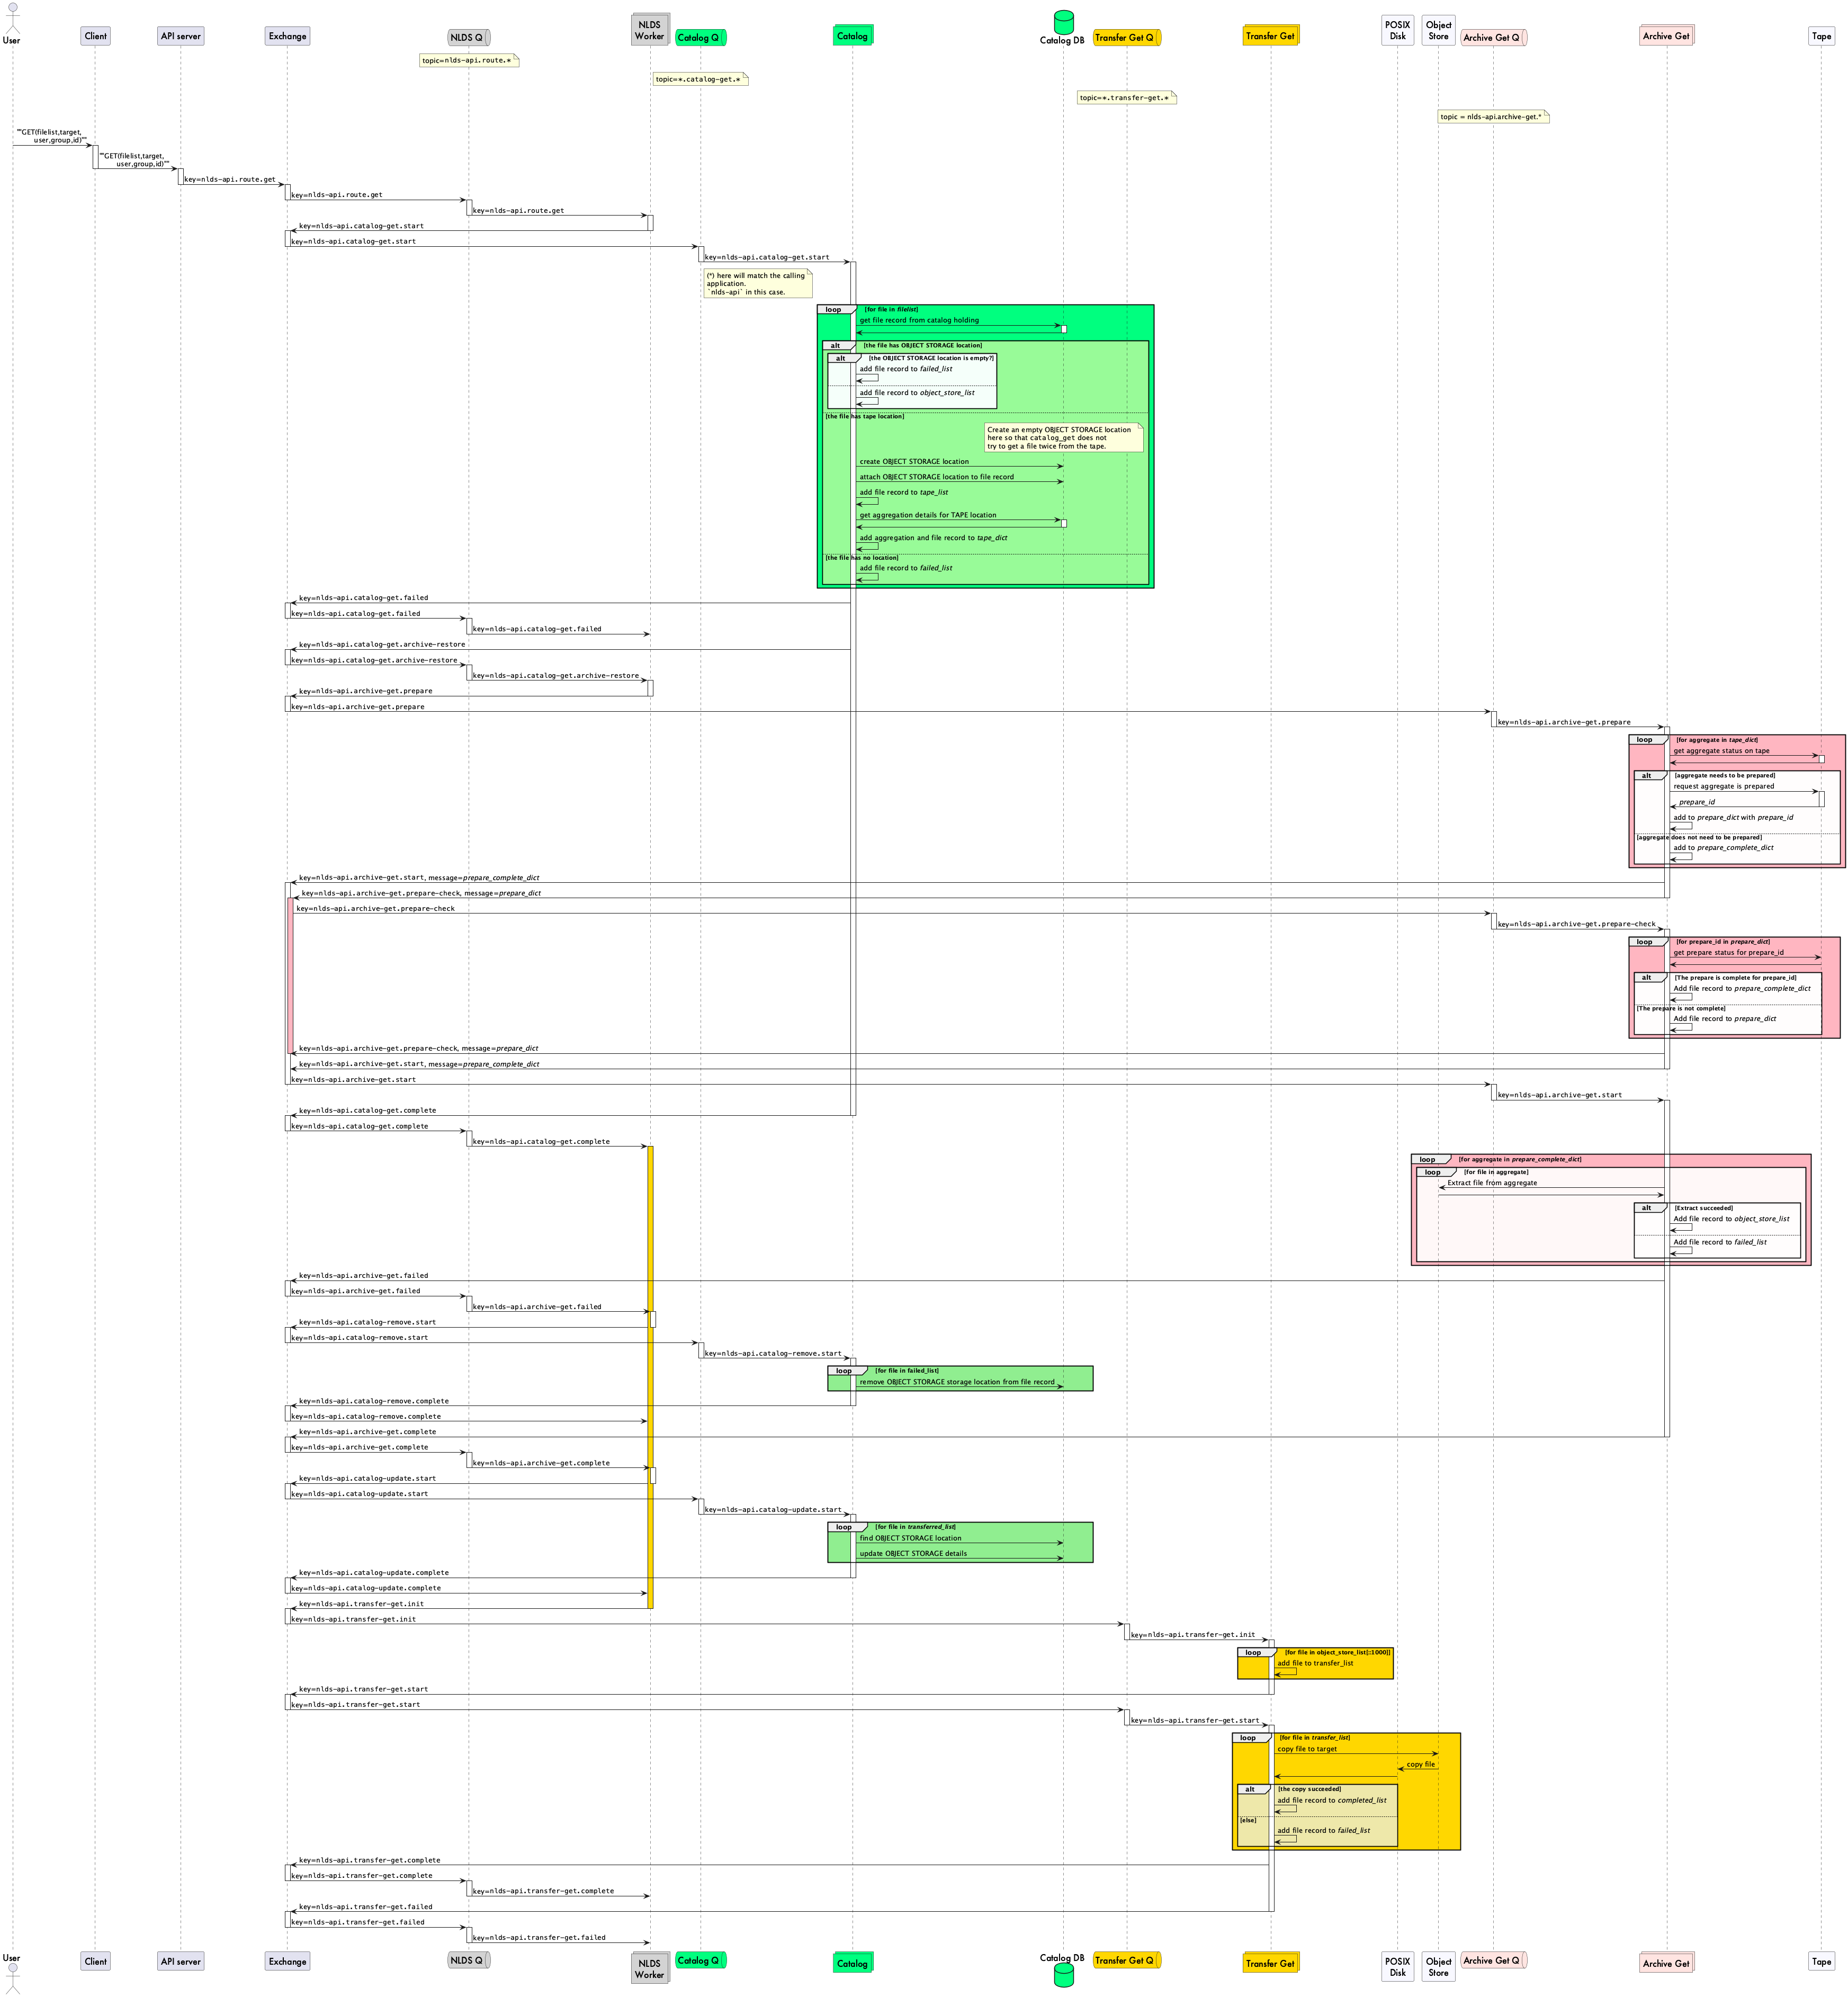 User
Client
API server
Exchange
NLDS Q
NLDS
Worker
Catalog Q
Catalog
Catalog DB
Transfer Get Q
Transfer Get
POSIX
Disk
Object
Store
Archive Get Q
Archive Get
Tape
topic=nlds-api.route.*
topic=*.catalog-get.*
topic=*.transfer-get.*
topic = nlds-api.archive-get.*
""GET(filelist,target,
user,group,id)""
""GET(filelist,target,
user,group,id)""
key=nlds-api.route.get
key=nlds-api.route.get
key=nlds-api.route.get
key=nlds-api.catalog-get.start
key=nlds-api.catalog-get.start
key=nlds-api.catalog-get.start
(*) here will match the calling
application.
`nlds-api` in this case.
loop [for file in filelist]
get file record from catalog holding
alt [the file has OBJECT STORAGE location]
alt [the OBJECT STORAGE location is empty?]
add file record to failed_list
add file record to object_store_list
[the file has tape location]
Create an empty OBJECT STORAGE location
here so that catalog_get does not
try to get a file twice from the tape.
create OBJECT STORAGE location
attach OBJECT STORAGE location to file record
add file record to tape_list
get aggregation details for TAPE location
add aggregation and file record to tape_dict
[the file has no location]
add file record to failed_list
key=nlds-api.catalog-get.failed
key=nlds-api.catalog-get.failed
key=nlds-api.catalog-get.failed
key=nlds-api.catalog-get.archive-restore
key=nlds-api.catalog-get.archive-restore
key=nlds-api.catalog-get.archive-restore
key=nlds-api.archive-get.prepare
key=nlds-api.archive-get.prepare
key=nlds-api.archive-get.prepare
loop [for aggregate in tape_dict]
get aggregate status on tape
alt [aggregate needs to be prepared]
request aggregate is prepared
prepare_id
add to prepare_dict with prepare_id
[aggregate does not need to be prepared]
add to prepare_complete_dict
key=nlds-api.archive-get.start, message=prepare_complete_dict
key=nlds-api.archive-get.prepare-check, message=prepare_dict
key=nlds-api.archive-get.prepare-check
key=nlds-api.archive-get.prepare-check
loop [for prepare_id in prepare_dict]
get prepare status for prepare_id
alt [The prepare is complete for prepare_id]
Add file record to prepare_complete_dict
[The prepare is not complete]
Add file record to prepare_dict
key=nlds-api.archive-get.prepare-check, message=prepare_dict
key=nlds-api.archive-get.start, message=prepare_complete_dict
key=nlds-api.archive-get.start
key=nlds-api.archive-get.start
key=nlds-api.catalog-get.complete
key=nlds-api.catalog-get.complete
key=nlds-api.catalog-get.complete
loop [for aggregate in prepare_complete_dict]
loop [for file in aggregate]
Extract file from aggregate
alt [Extract succeeded]
Add file record to object_store_list
Add file record to failed_list
key=nlds-api.archive-get.failed
key=nlds-api.archive-get.failed
key=nlds-api.archive-get.failed
key=nlds-api.catalog-remove.start
key=nlds-api.catalog-remove.start
key=nlds-api.catalog-remove.start
loop [for file in failed_list]
remove OBJECT STORAGE storage location from file record
key=nlds-api.catalog-remove.complete
key=nlds-api.catalog-remove.complete
key=nlds-api.archive-get.complete
key=nlds-api.archive-get.complete
key=nlds-api.archive-get.complete
key=nlds-api.catalog-update.start
key=nlds-api.catalog-update.start
key=nlds-api.catalog-update.start
loop [for file in transferred_list]
find OBJECT STORAGE location
update OBJECT STORAGE details
key=nlds-api.catalog-update.complete
key=nlds-api.catalog-update.complete
key=nlds-api.transfer-get.init
key=nlds-api.transfer-get.init
key=nlds-api.transfer-get.init
loop [for file in object_store_list[::1000]]
add file to transfer_list
key=nlds-api.transfer-get.start
key=nlds-api.transfer-get.start
key=nlds-api.transfer-get.start
loop [for file in transfer_list]
copy file to target
copy file
alt [the copy succeeded]
add file record to completed_list
[else]
add file record to failed_list
key=nlds-api.transfer-get.complete
key=nlds-api.transfer-get.complete
key=nlds-api.transfer-get.complete
key=nlds-api.transfer-get.failed
key=nlds-api.transfer-get.failed
key=nlds-api.transfer-get.failed
User
Client
API server
Exchange
NLDS Q
NLDS
Worker
Catalog Q
Catalog
Catalog DB
Transfer Get Q
Transfer Get
POSIX
Disk
Object
Store
Archive Get Q
Archive Get
Tape